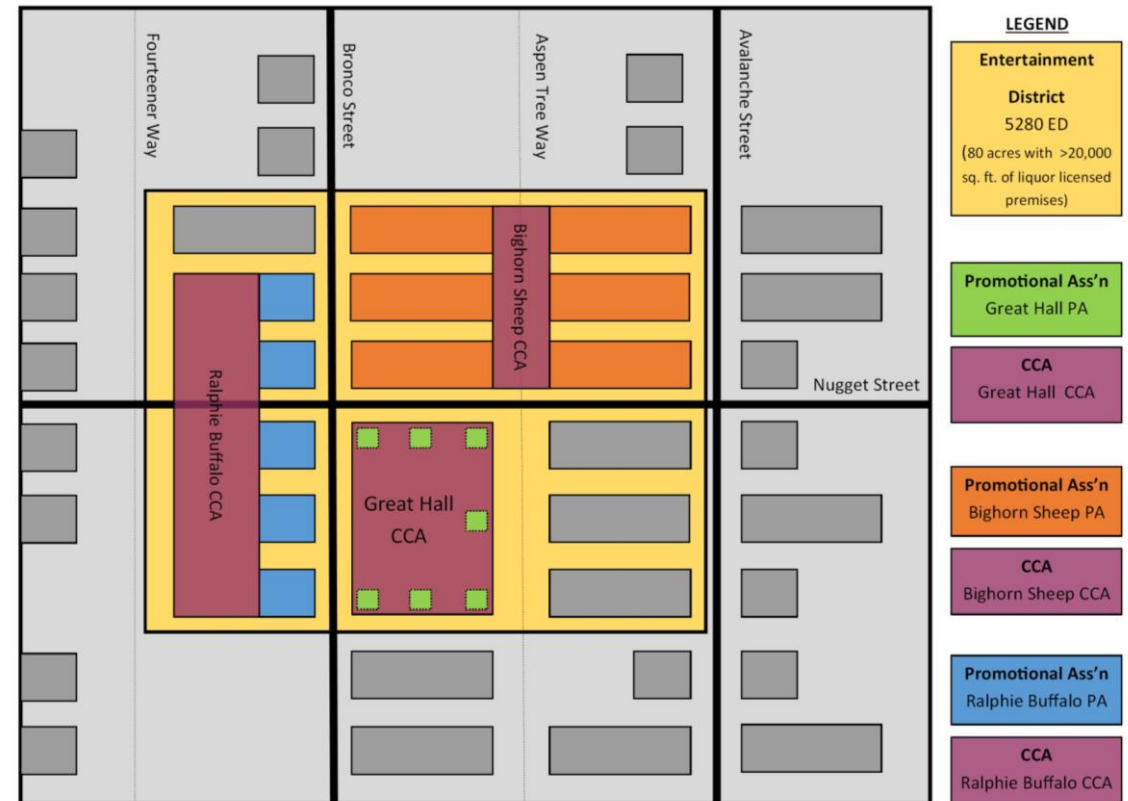 Fourteener Way
Bronco Street
Aspen Tree Way
Avalanche Street
Bighorn Sheep CCA
Ralphie Buffalo CCA
Nugget Street
Great Hall
CCA
LEGEND
Entertainment
District
5280 ED
(80 acres with >20,000
sq. ft. of liquor licensed
premises)
Promotional Ass'n
Great Hall PA
CCA
Great Hall CCA
Promotional Ass'n
Bighorn Sheep PA
CCA
Bighorn Sheep CCA
Promotional Ass'n
Ralphie Buffalo PA
CCA
Ralphie Buffalo CCA